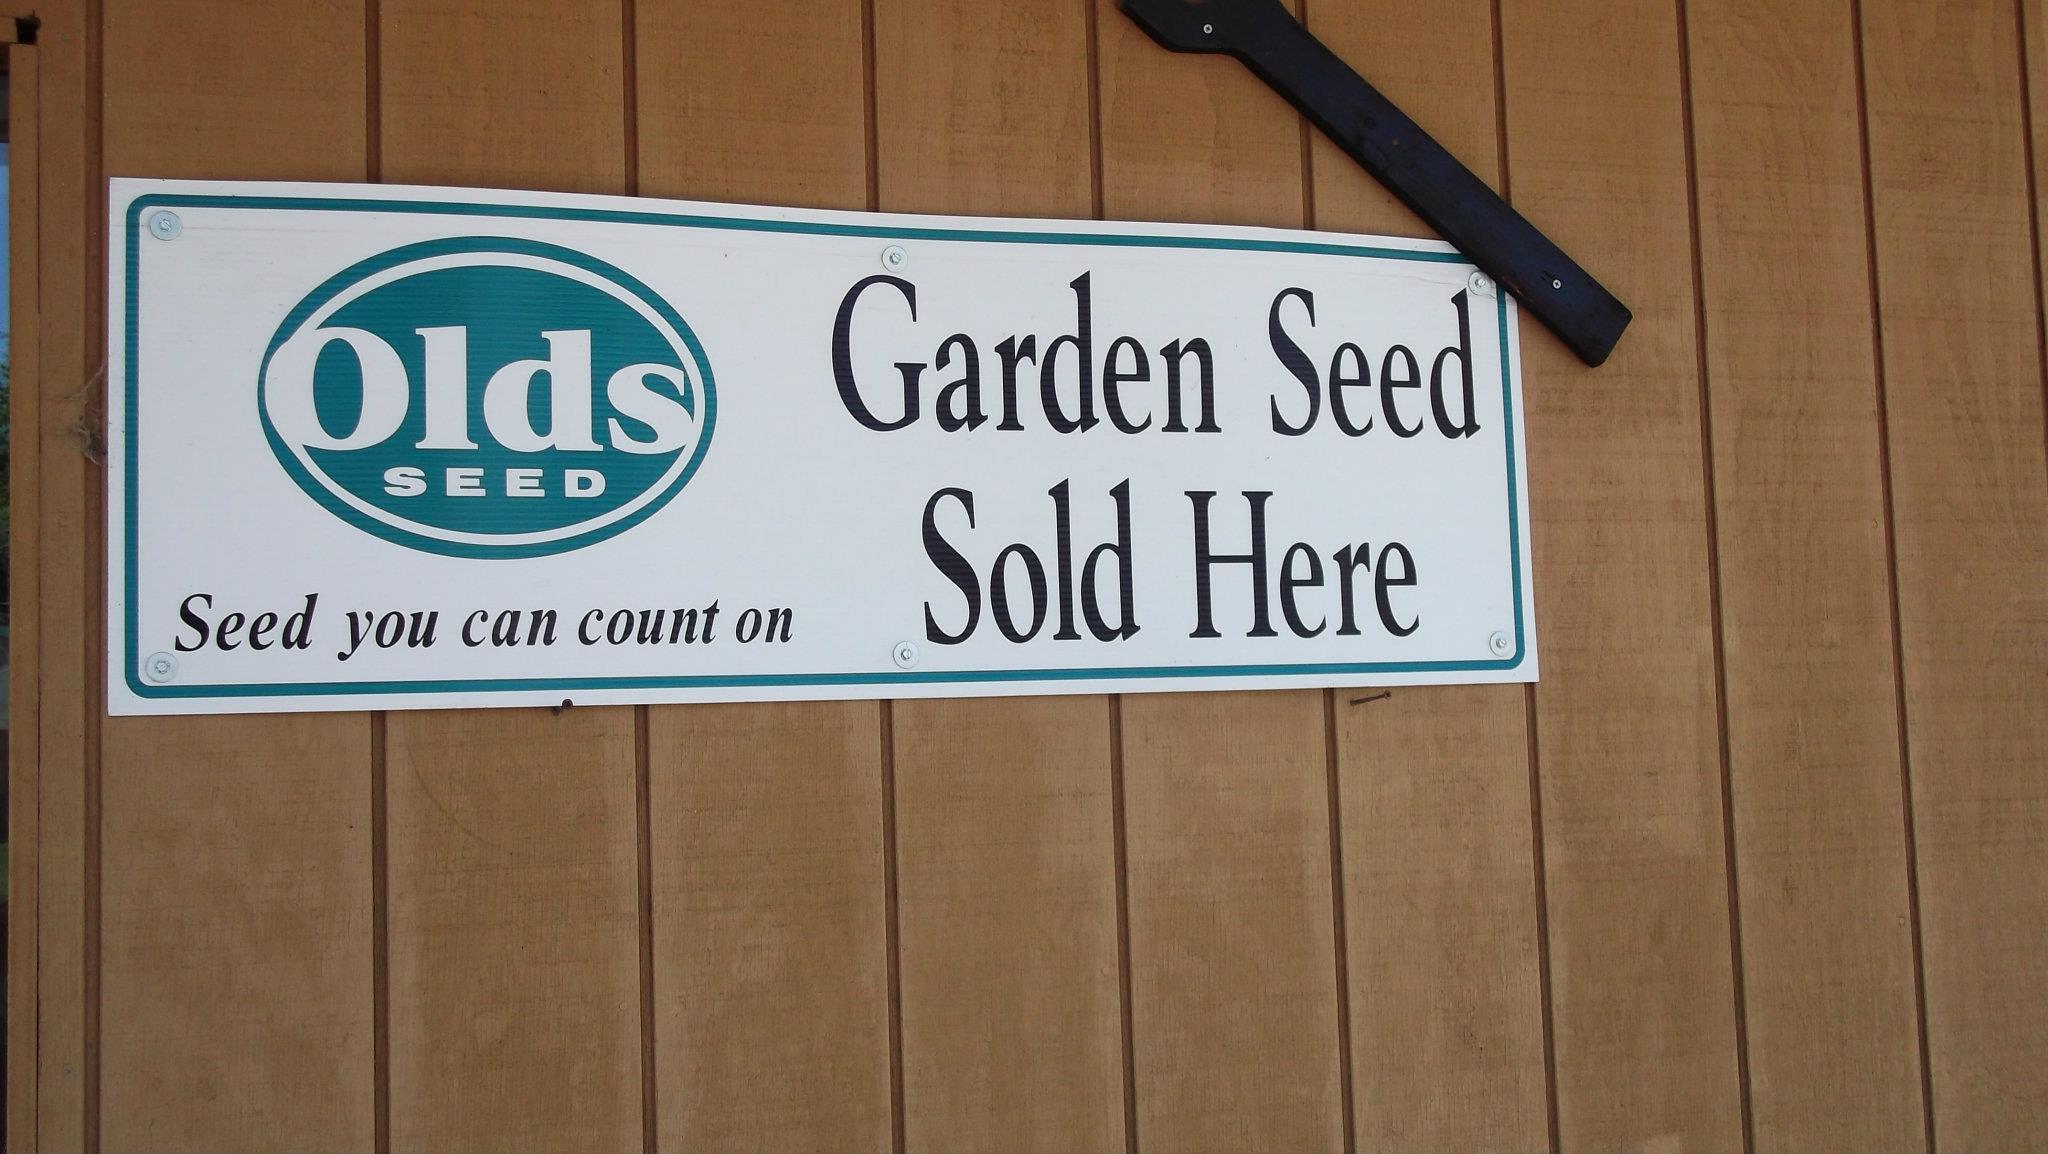 Olds
SEED
Seed you can count on
Garden Seed
Sold Here